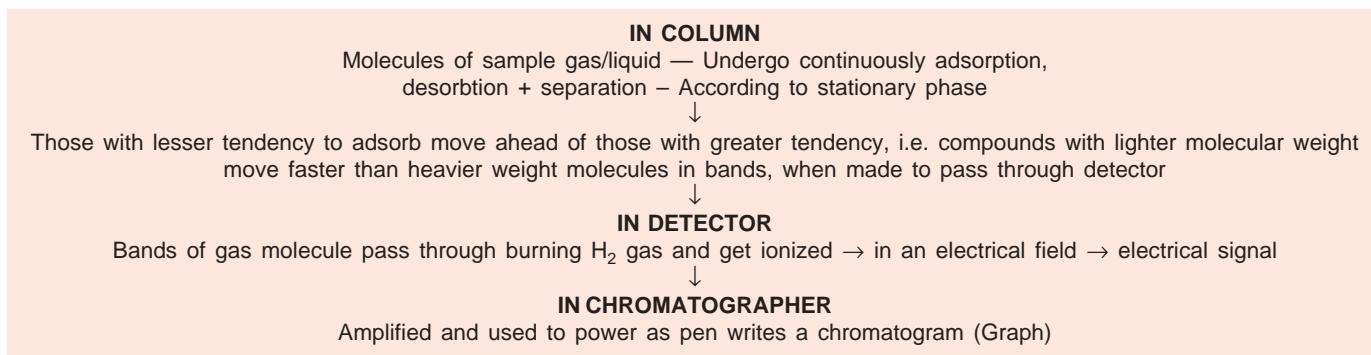 IN COLUMN
Molecules of sample gas/liquid — Undergo continuously adsorption,
desorbtion + separation – According to stationary phase
↓
Those with lesser tendency to adsorb move ahead of those with greater tendency, i.e. compounds with lighter molecular weight
move faster than heavier weight molecules in bands, when made to pass through detector
↓
IN DETECTOR
Bands of gas molecule pass through burning H₂ gas and get ionized → in an electrical field → electrical signal
↓
IN CHROMATOGRAPHER
Amplified and used to power as pen writes a chromatogram (Graph)